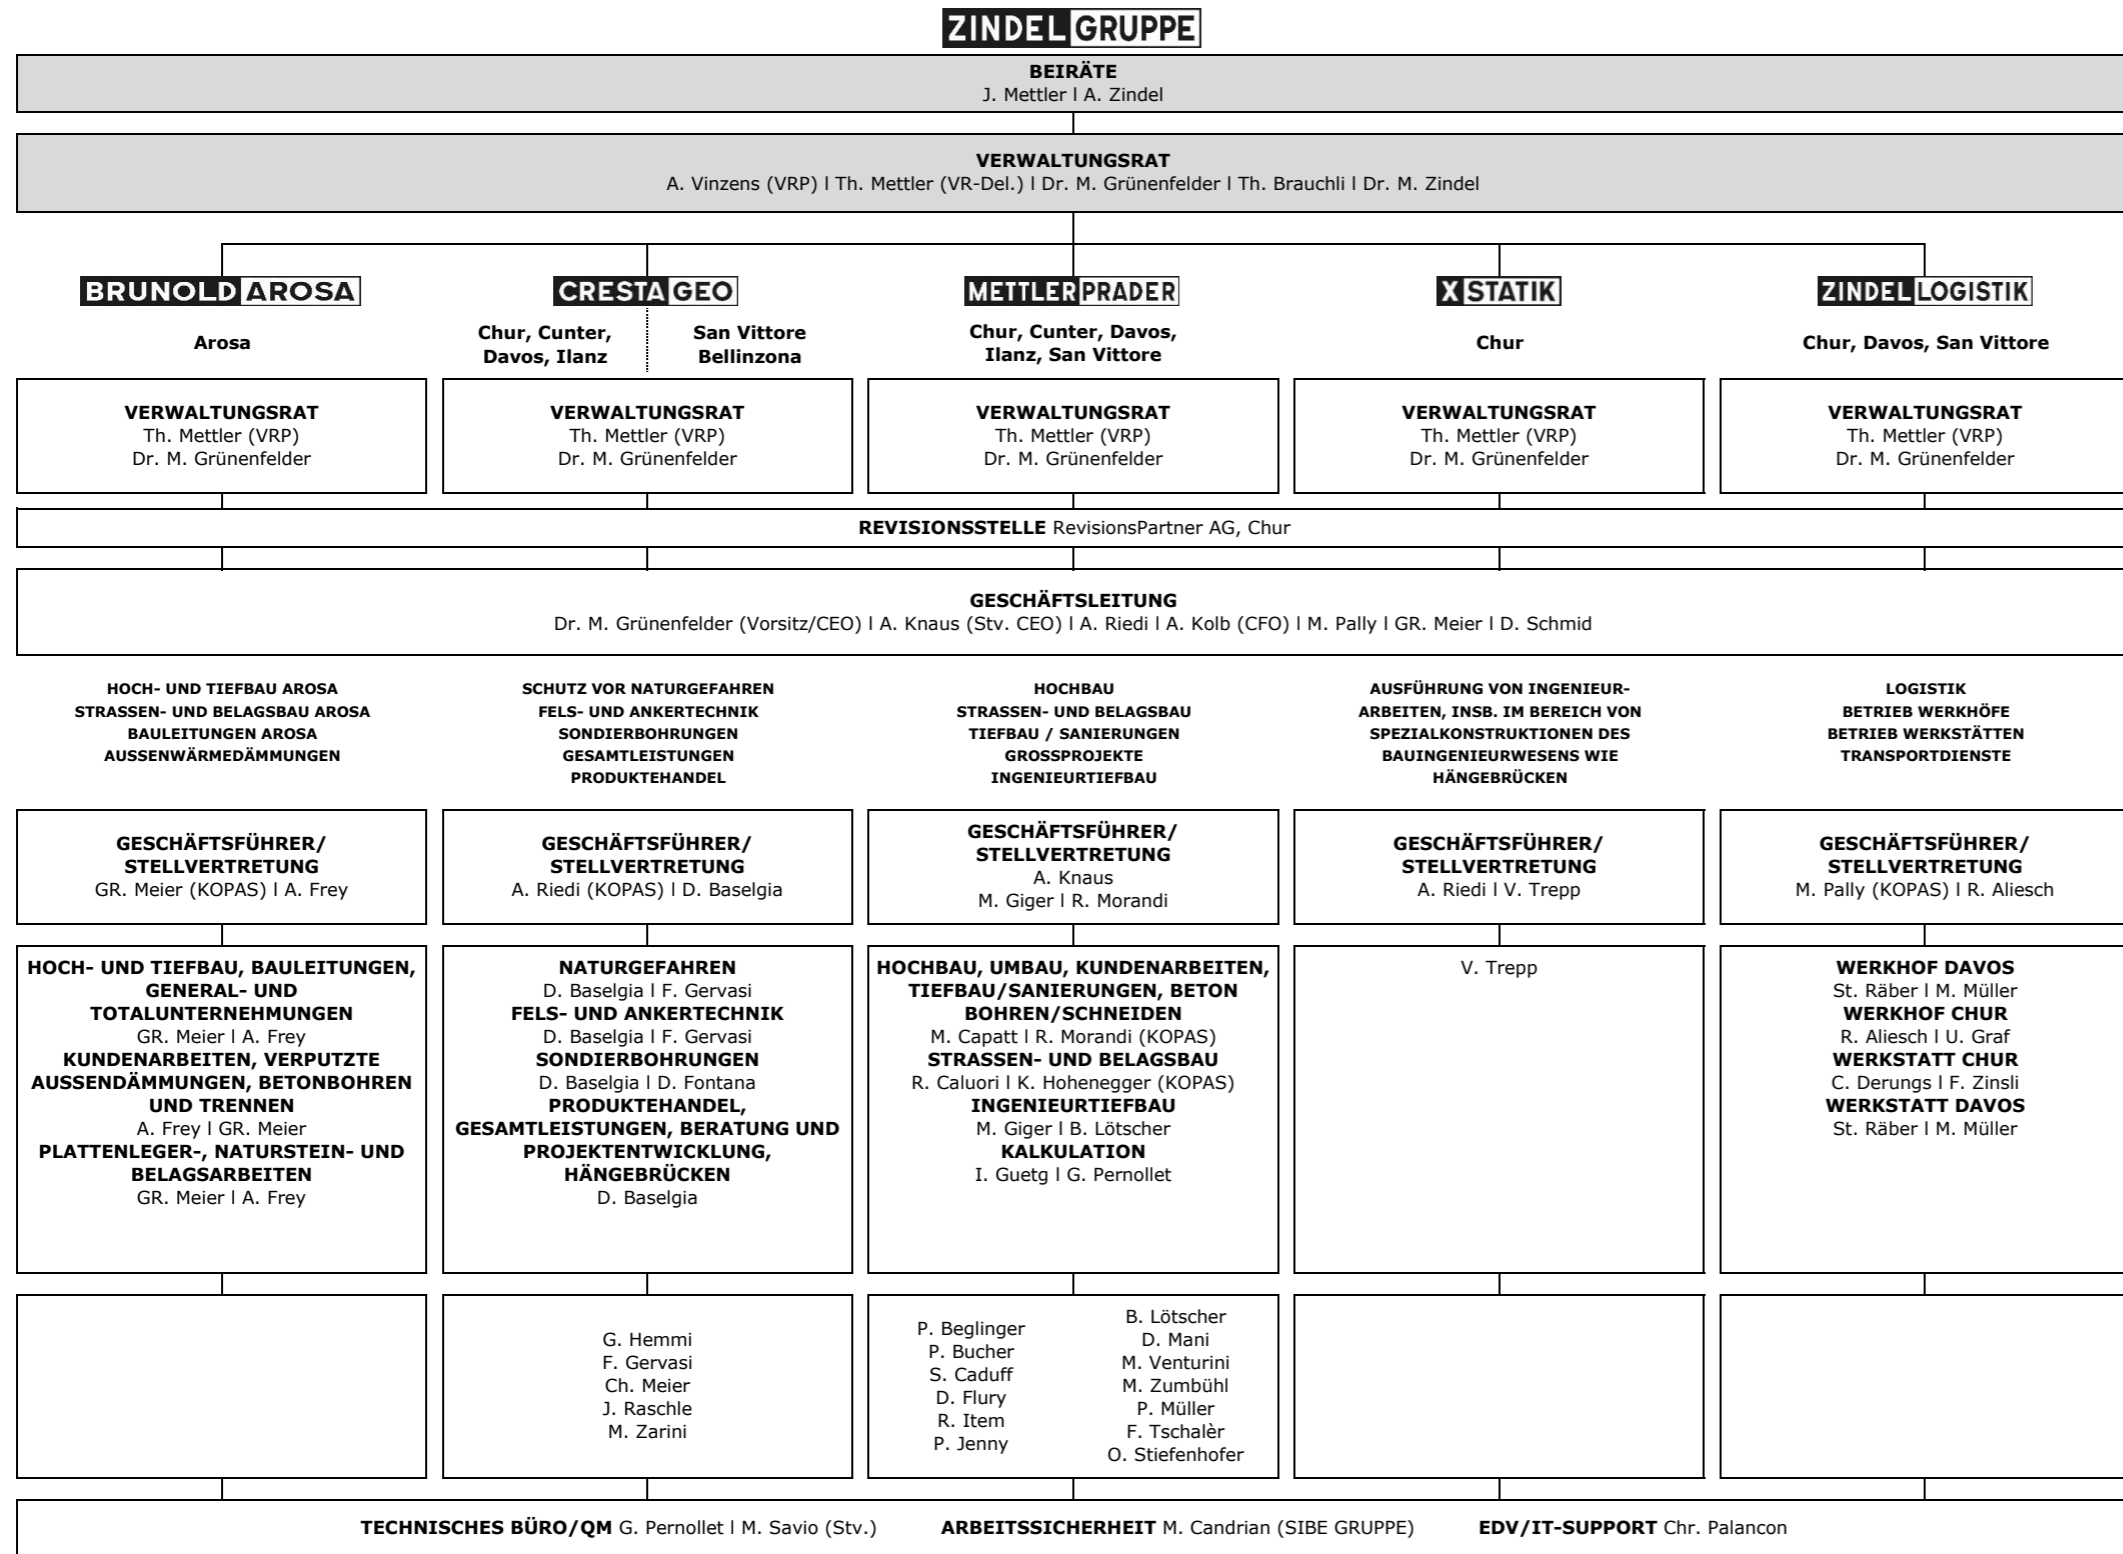 ZINDEL GRUPPE
BEIRÄTE
J. Mettler l A. Zindel
VERWALTUNGSRAT
A. Vinzens (VRP) l Th. Mettler (VR-Del.) l Dr. M. Grünenfelder l Th. Brauchli l Dr. M. Zindel
BRUNOLD AROSA
Arosa
VERWALTUNGSRAT
Th. Mettler (VRP)
Dr. M. Grünenfelder
CRESTA GEO
Chur, Cunter,
Davos, Ilanz
San Vittore
Bellinzona
VERWALTUNGSRAT
Th. Mettler (VRP)
Dr. M. Grünenfelder
METTLER PRADER
Chur, Cunter, Davos,
Ilanz, San Vittore
VERWALTUNGSRAT
Th. Mettler (VRP)
Dr. M. Grünenfelder
X STATIK
Chur
VERWALTUNGSRAT
Th. Mettler (VRP)
Dr. M. Grünenfelder
ZINDEL LOGISTIK
Chur, Davos, San Vittore
VERWALTUNGSRAT
Th. Mettler (VRP)
Dr. M. Grünenfelder
REVISIONSSTELLE RevisionsPartner AG, Chur
GESCHÄFTSLEITUNG
Dr. M. Grünenfelder (Vorsitz/CEO) l A. Knaus (Stv. CEO) l A. Riedi l A. Kolb (CFO) l M. Pally l GR. Meier l D. Schmid
HOCH- UND TIEFBAU AROSA
STRASSEN- UND BELAGSBAU AROSA
BAULEITUNGEN AROSA
AUSSENWÄRMEDÄMMUNGEN
GESCHÄFTSFÜHRER/
STELLVERTRETUNG
GR. Meier (KOPAS) l A. Frey
HOCH- UND TIEFBAU, BAULEITUNGEN,
GENERAL- UND
TOTALUNTERNEHMUNGEN
GR. Meier l A. Frey
KUNDENARBEITEN, VERPUTZTE
AUSSENDÄMMUNGEN, BETONBOHREN
UND TRENNEN
A. Frey l GR. Meier
PLATTENLEGER-, NATURSTEIN- UND
BELAGSARBEITEN
GR. Meier l A. Frey
SCHUTZ VOR NATURGEFAHREN
FELS- UND ANKERTECHNIK
SONDIERBOHRUNGEN
GESAMTLEISTUNGEN
PRODUKTEHANDEL
GESCHÄFTSFÜHRER/
STELLVERTRETUNG
A. Riedi (KOPAS) l D. Baselgia
NATURGEFAHREN
D. Baselgia l F. Gervasi
FELS- UND ANKERTECHNIK
D. Baselgia l F. Gervasi
SONDIERBOHRUNGEN
D. Baselgia l D. Fontana
PRODUKTEHANDEL,
GESAMTLEISTUNGEN, BERATUNG UND
PROJEKTENTWICKLUNG,
HÄNGEBRÜCKEN
D. Baselgia
G. Hemmi
F. Gervasi
Ch. Meier
J. Raschle
M. Zarini
HOCHBAU
STRASSEN- UND BELAGSBAU
TIEFBAU / SANIERUNGEN
GROSSPROJEKTE
INGENIEURTIEFBAU
GESCHÄFTSFÜHRER/
STELLVERTRETUNG
A. Knaus
M. Giger l R. Morandi
HOCHBAU, UMBAU, KUNDENARBEITEN,
TIEFBAU/SANIERUNGEN, BETON
BOHREN/SCHNEIDEN
M. Capatt l R. Morandi (KOPAS)
STRASSEN- UND BELAGSBAU
R. Caluori l K. Hohenegger (KOPAS)
INGENIEURTIEFBAU
M. Giger l B. Lötscher
KALKULATION
I. Guetg l G. Pernollet
P. Beglinger
P. Bucher
S. Caduff
D. Flury
R. Item
P. Jenny
B. Lötscher
D. Mani
M. Venturini
M. Zumbühl
P. Müller
F. Tschalèr
O. Stiefenhofer
AUSFÜHRUNG VON INGENIEUR-
ARBEITEN, INSB. IM BEREICH VON
SPEZIALKONSTRUKTIONEN DES
BAUINGENIEURWESENS WIE
HÄNGEBRÜCKEN
GESCHÄFTSFÜHRER/
STELLVERTRETUNG
A. Riedi l V. Trepp
V. Trepp
LOGISTIK
BETRIEB WERKHÖFE
BETRIEB WERKSTÄTTEN
TRANSPORTDIENSTE
GESCHÄFTSFÜHRER/
STELLVERTRETUNG
M. Pally (KOPAS) l R. Aliesch
WERKHOF DAVOS
St. Räber l M. Müller
WERKHOF CHUR
R. Aliesch l U. Graf
WERKSTATT CHUR
C. Derungs l F. Zinsli
WERKSTATT DAVOS
St. Räber l M. Müller
TECHNISCHES BÜRO/QM G. Pernollet l M. Savio (Stv.) ARBEITSSICHERHEIT M. Candrian (SIBE GRUPPE) EDV/IT-SUPPORT Chr. Palancon